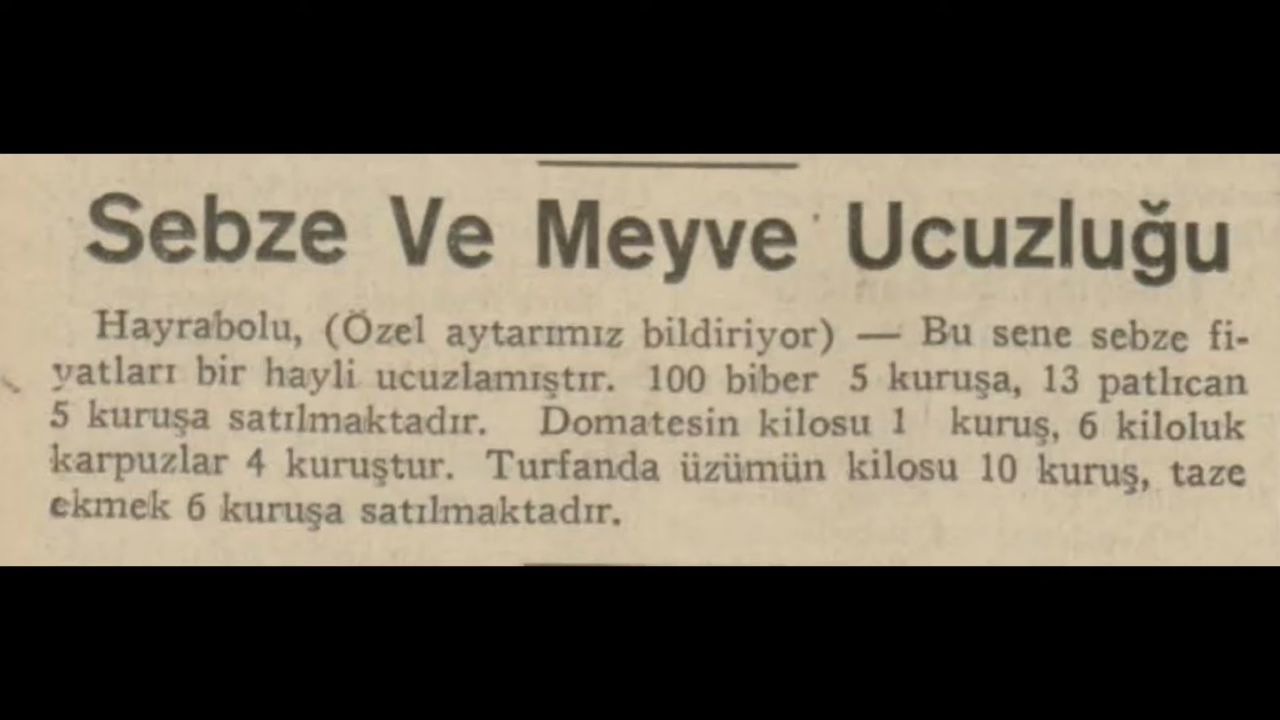 Sebze Ve Meyve Ucuzluğu
Hayrabolu, (Özel aytarımız bildiriyor) — Bu sene sebze fi-
yatları bir hayli ucuzlamıştır. 100 biber 5 kuruşa, 13 patlıcan
5 kuruşa satılmaktadır. Domatesin kilosu 1 kuruş, 6 kiloluk
karpuzlar 4 kuruştur. Turfanda üzümün kilosu 10 kuruş, taze
ekmek 6 kuruşa satılmaktadır.